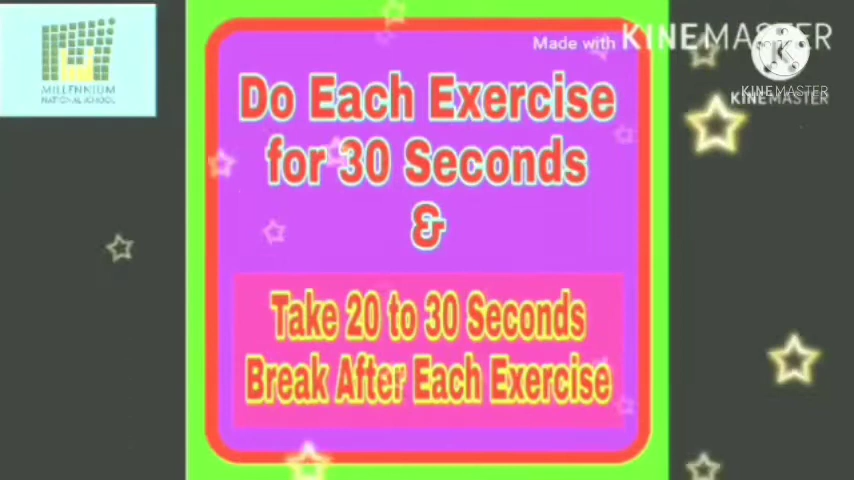 MILLENNIUM
NATIONAL SCHOOL
Made with KINEMASTER
KINEMASTER
KINEMASTER
Do Each Exercise
for 30 Seconds
&
Take 20 to 30 Seconds
Break After Each Exercise